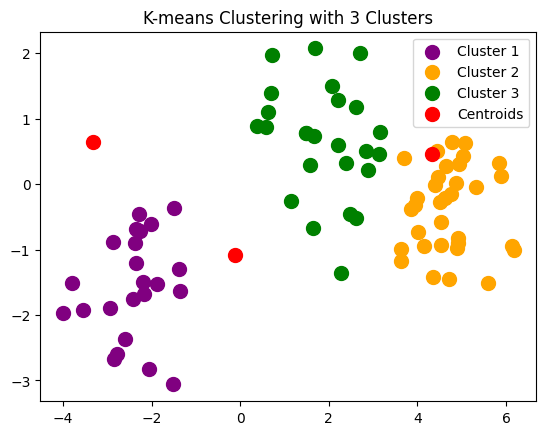 K-means Clustering with 3 Clusters
Cluster 1
Cluster 2
Cluster 3
Centroids
2
1
0
−1
−2
−3
−4 −2 0 2 4 6